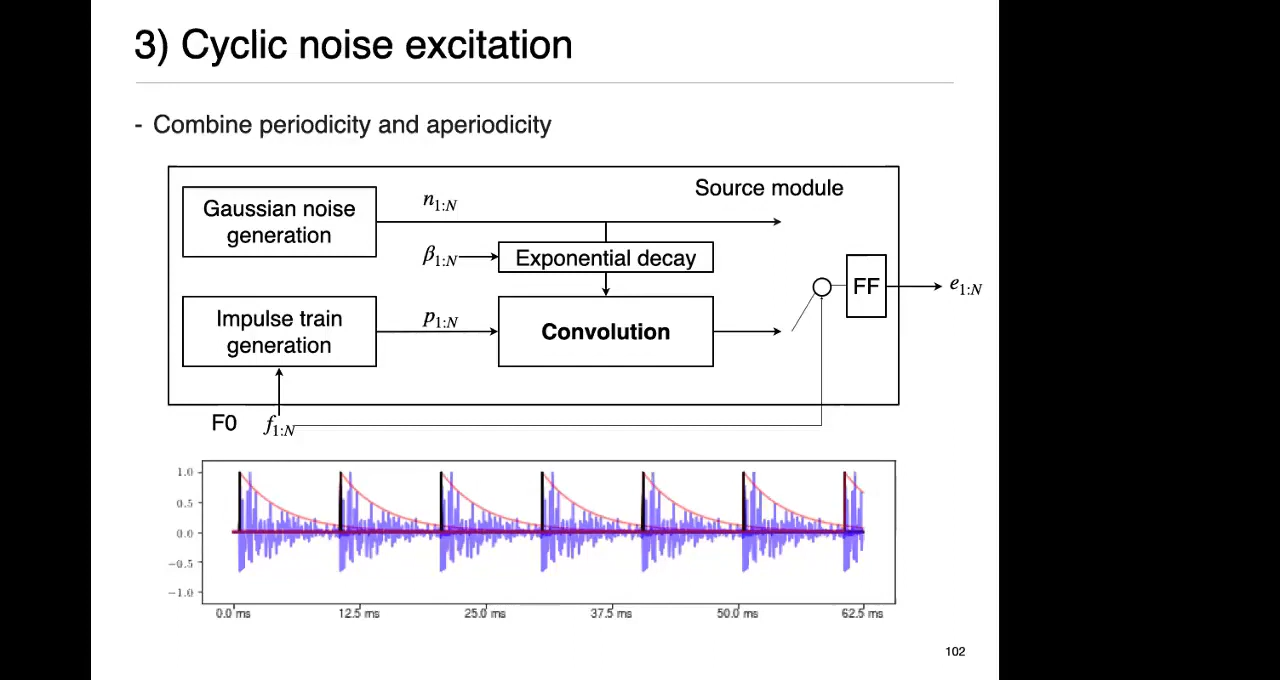 3) Cyclic noise excitation
- Combine periodicity and aperiodicity
Source module
Gaussian noise
generation
n1:N
β1:N
Exponential decay
FF
e1:N
Impulse train
generation
p1:N
Convolution
F0
f1:N
1.0
0.5
0.0
−0.5
−1.0
0.0 ms
12.5 ms
25.0 ms
37.5 ms
50.0 ms
62.5 ms
102